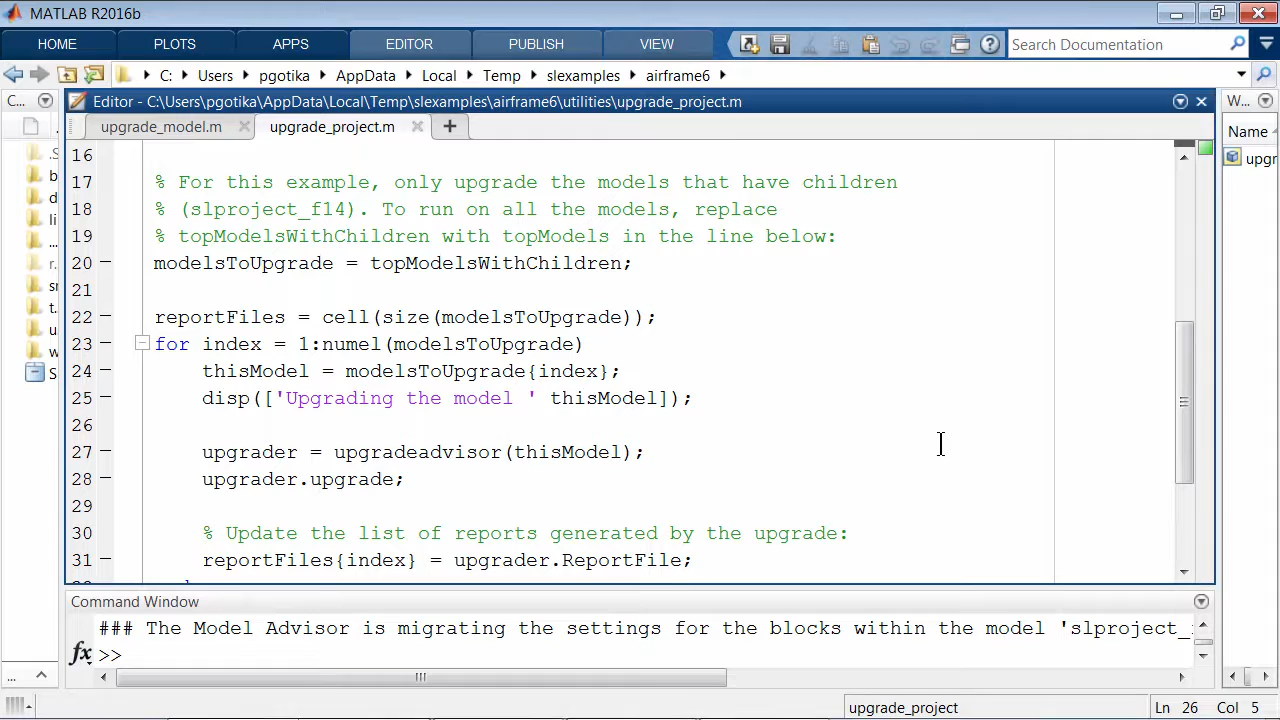 MATLAB R2016b
HOME PLOTS APPS EDITOR PUBLISH VIEW Search Documentation
C: Users pgotika AppData Local Temp slexamples airframe6
C... Editor - C:\Users\pgotika\AppData\Local\Temp\slexamples\airframe6\utilities\upgrade_project.m W...
upgrade_model.m upgrade_project.m + Name
16
17 % For this example, only upgrade the models that have children
18 % (slproject_f14). To run on all the models, replace
19 % topModelsWithChildren with topModels in the line below:
20 modelsToUpgrade = topModelsWithChildren;
21
22 reportFiles = cell(size(modelsToUpgrade));
23 for index = 1:numel(modelsToUpgrade)
24 thisModel = modelsToUpgrade{index};
25 disp(['Upgrading the model ' thisModel]);
26
27 upgrader = upgradeadvisor(thisModel);
28 upgrader.upgrade;
29
30 % Update the list of reports generated by the upgrade:
31 reportFiles{index} = upgrader.ReportFile;
Command Window
### The Model Advisor is migrating the settings for the blocks within the model 'slproject_
fx >>
upgrade_project Ln 26 Col 5